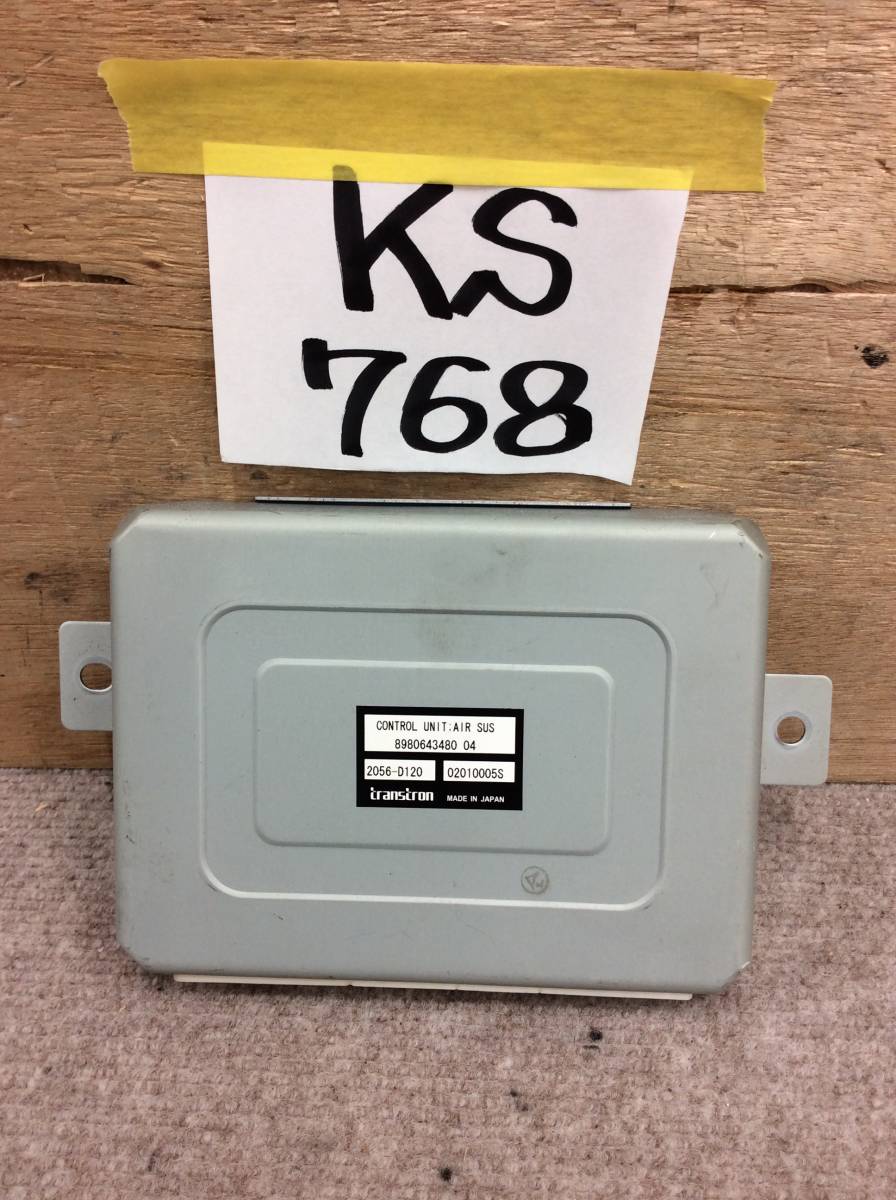 KS
768
CONTROL UNIT:AIR SUS
8980643480 04
2056-D120 02010005S
transtron MADE IN JAPAN